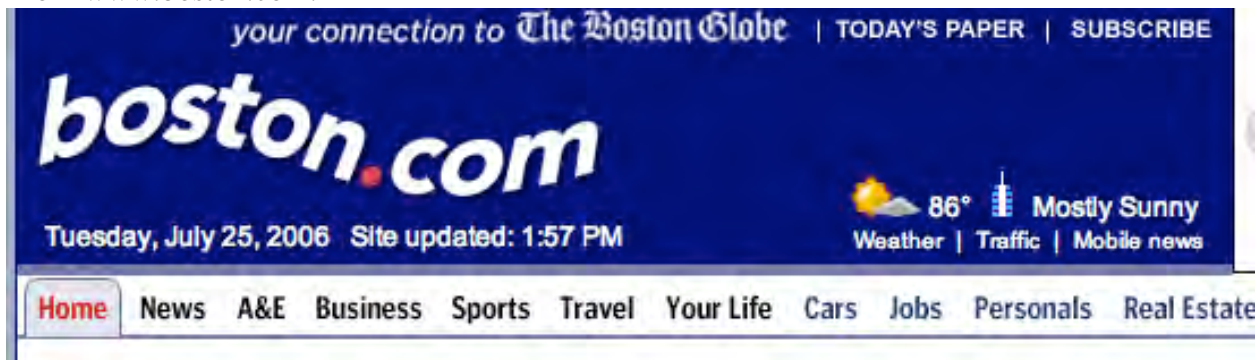 your connection to The Boston Globe | TODAY'S PAPER | SUBSCRIBE
boston.com
86° Mostly Sunny
Tuesday, July 25, 2006 Site updated: 1:57 PM
Weather | Traffic | Mobile news
Home News A&E Business Sports Travel Your Life Cars Jobs Personals Real Estate